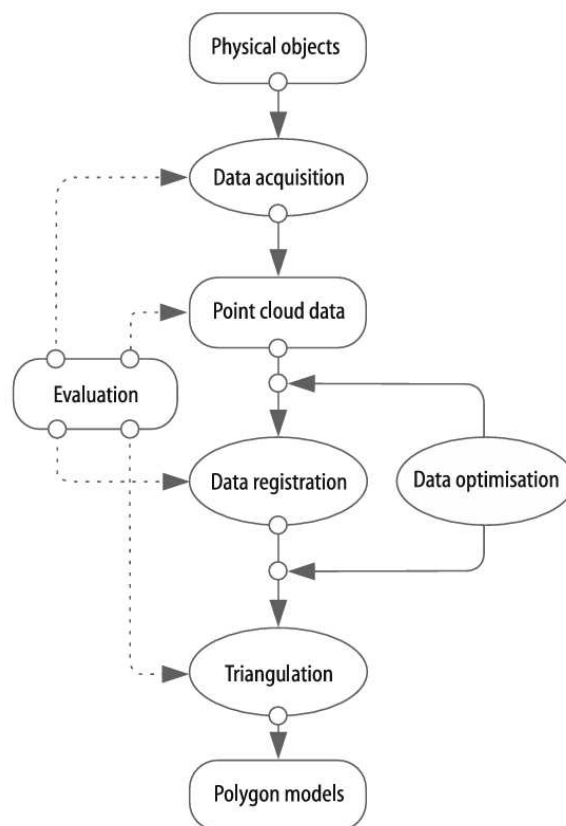 Physical objects
Data acquisition
Point cloud data
Evaluation
Data registration
Data optimisation
Triangulation
Polygon models